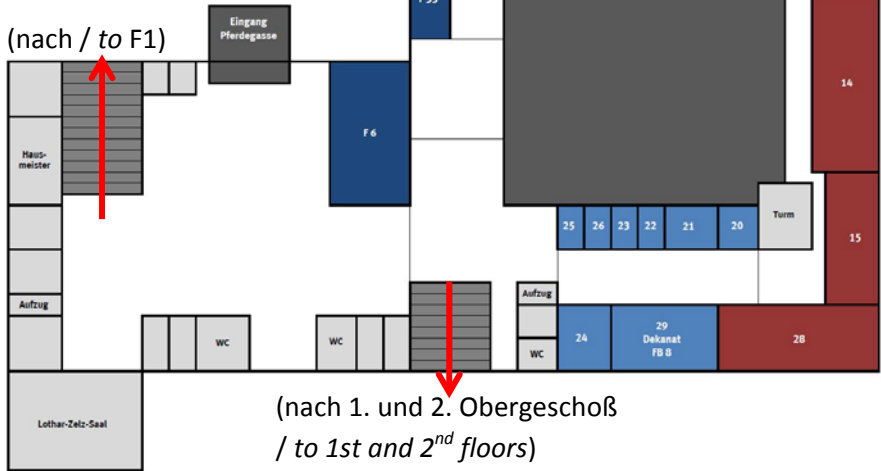 Eingang
Pferdegasse
(nach / to F1)
14
F 6
Haus-
meister
25
26
23
22
21
20
Turm
15
Aufzug
Aufzug
WC
WC
WC
24
29
Dekanat
FB 8
28
Lothar-Zelz-Saal
(nach 1. und 2. Obergeschoß
/ to 1st and 2nd floors)